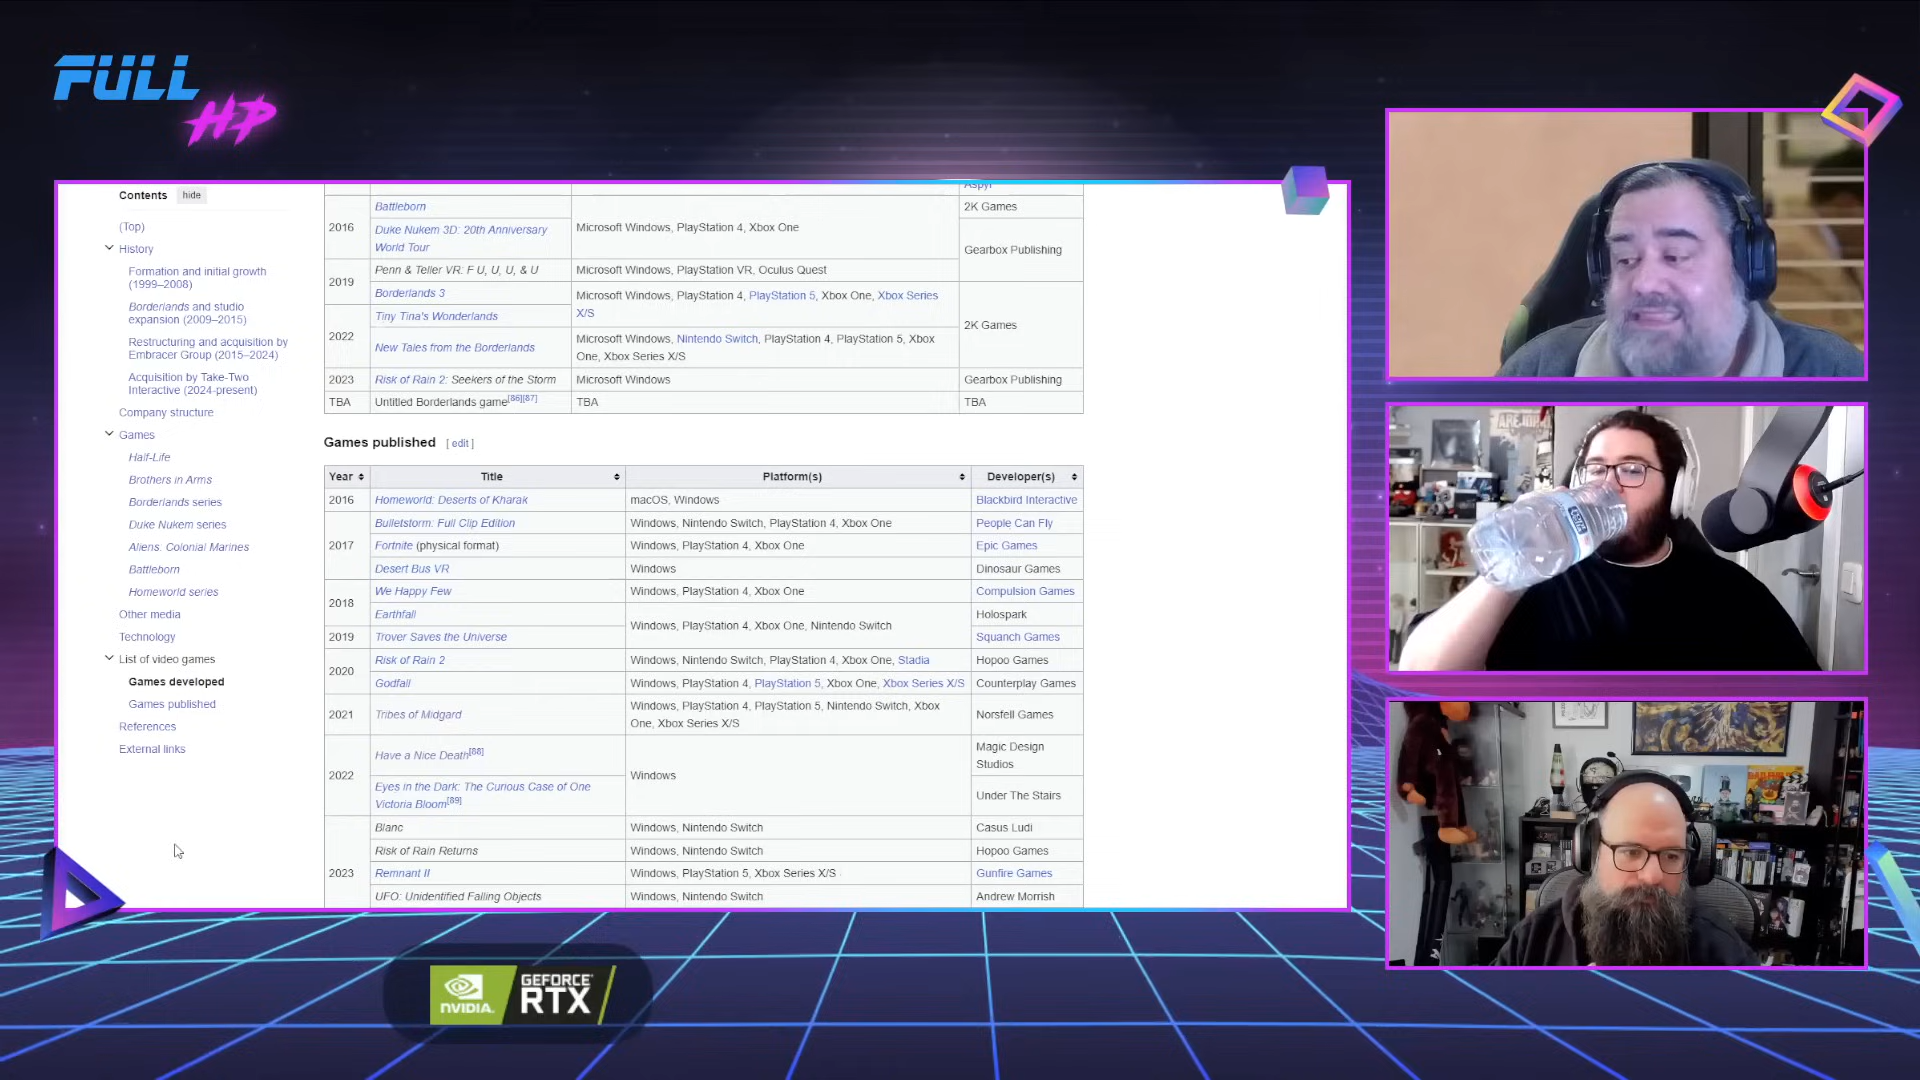 FULL
HP
Contents hide
(Top)
History
Formation and initial growth
(1999–2008)
Borderlands and studio
expansion (2009–2015)
Restructuring and acquisition by
Embracer Group (2015–2024)
Acquisition by Take-Two
Interactive (2024-present)
Company structure
Games
Half-Life
Brothers in Arms
Borderlands series
Duke Nukem series
Aliens: Colonial Marines
Battleborn
Homeworld series
Other media
Technology
List of video games
Games developed
Games published
References
External links
Aspyr
2016 Battleborn Microsoft Windows, PlayStation 4, Xbox One 2K Games
Duke Nukem 3D: 20th Anniversary
World Tour Gearbox Publishing
2019 Penn & Teller VR: F U, U, U, & U Microsoft Windows, PlayStation VR, Oculus Quest
Borderlands 3 Microsoft Windows, PlayStation 4, PlayStation 5, Xbox One, Xbox Series
X/S 2K Games
2022 Tiny Tina's Wonderlands
New Tales from the Borderlands Microsoft Windows, Nintendo Switch, PlayStation 4, PlayStation 5, Xbox
One, Xbox Series X/S
2023 Risk of Rain 2: Seekers of the Storm Microsoft Windows Gearbox Publishing
TBA Untitled Borderlands game[86][87] TBA TBA
Games published [ edit ]
Year Title Platform(s) Developer(s)
2016 Homeworld: Deserts of Kharak macOS, Windows Blackbird Interactive
2017 Bulletstorm: Full Clip Edition Windows, Nintendo Switch, PlayStation 4, Xbox One People Can Fly
Fortnite (physical format) Windows, PlayStation 4, Xbox One Epic Games
Desert Bus VR Windows Dinosaur Games
2018 We Happy Few Windows, PlayStation 4, Xbox One Compulsion Games
Earthfall Windows, PlayStation 4, Xbox One, Nintendo Switch Holospark
2019 Trover Saves the Universe Squanch Games
2020 Risk of Rain 2 Windows, Nintendo Switch, PlayStation 4, Xbox One, Stadia Hopoo Games
Godfall Windows, PlayStation 4, PlayStation 5, Xbox One, Xbox Series X/S Counterplay Games
2021 Tribes of Midgard Windows, PlayStation 4, PlayStation 5, Nintendo Switch, Xbox
One, Xbox Series X/S Norsfell Games
2022 Have a Nice Death[88] Windows Magic Design
Studios
Eyes in the Dark: The Curious Case of One
Victoria Bloom[89] Under The Stairs
2023 Blanc Windows, Nintendo Switch Casus Ludi
Risk of Rain Returns Windows, Nintendo Switch Hopoo Games
Remnant II Windows, PlayStation 5, Xbox Series X/S Gunfire Games
UFO: Unidentified Falling Objects Windows, Nintendo Switch Andrew Morrish
NVIDIA. GEFORCE
RTX